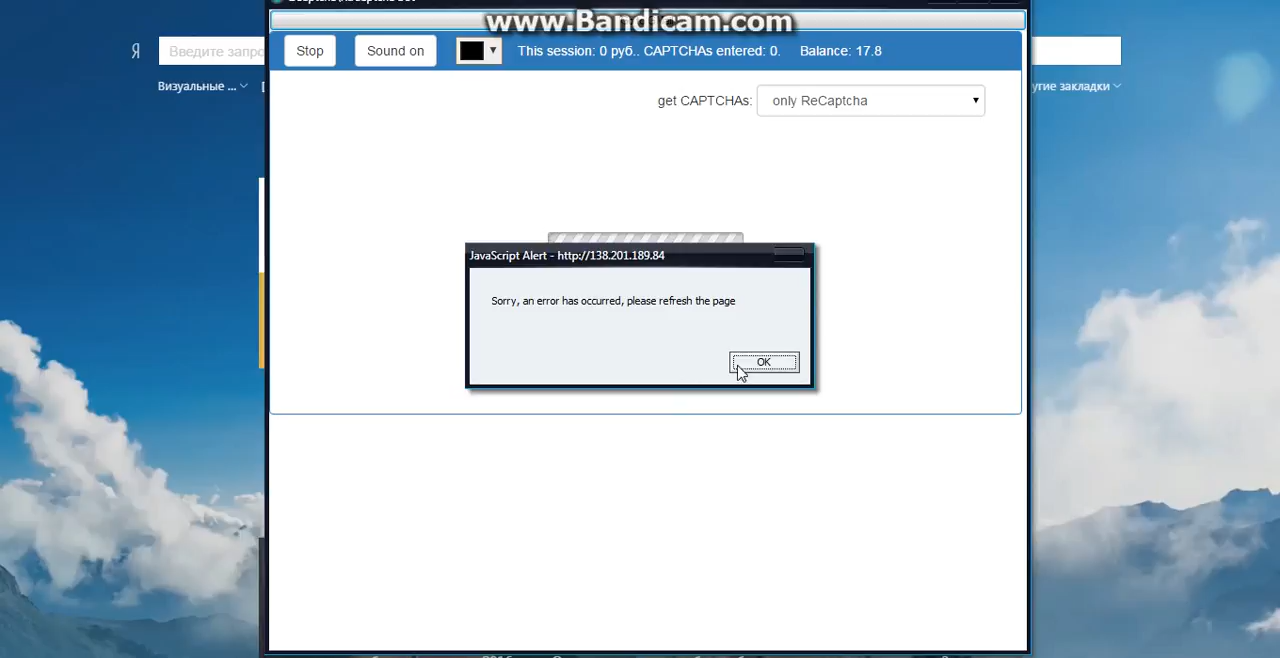 www.Bandicam.com
Stop
Sound on
This session: 0 руб.. CAPTCHAs entered: 0.
Balance: 17.8
Я
Введите запро
Визуальные ...
угие закладки
get CAPTCHAs:
only ReCaptcha
JavaScript Alert - http://138.201.189.84
Sorry, an error has occurred, please refresh the page
OK